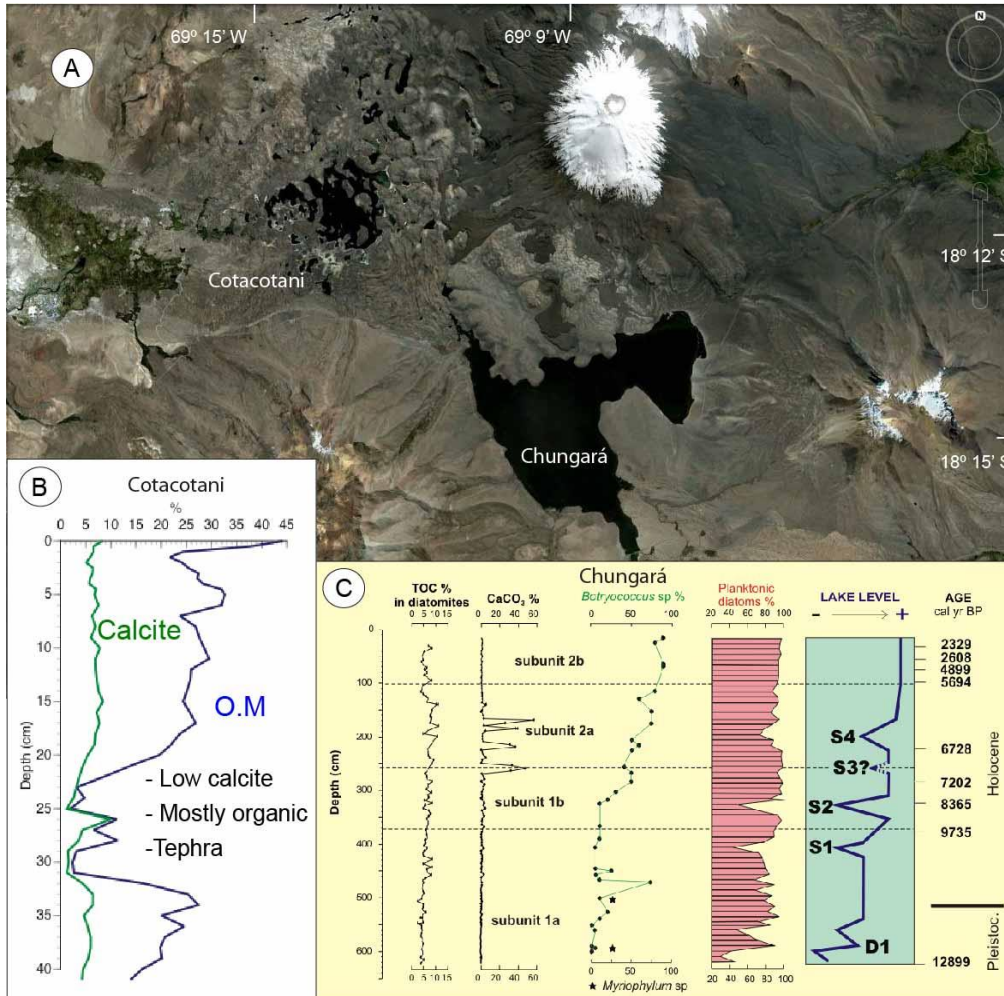 69º 15' W
69º 9' W
N
A
18º 12' S
Cotacotani
Chungará
18º 15' S
B
Cotacotani
%
0 5 10 15 20 25 30 35 40 45
0
5
10
15
20
25
30
35
40
Depth (cm)
Calcite
O.M
- Low calcite
- Mostly organic
-Tephra
C
Chungará
TOC %
in diatomites
0 5 10 15
CaCO₃ %
0 20 40 60
Botryococcus sp %
0 50 100
Planktonic
diatoms %
20 40 60 80 100
LAKE LEVEL
- +
AGE
cal yr BP
Depth (cm)
0
100
200
300
400
500
600
subunit 2b
subunit 2a
subunit 1b
subunit 1a
S4
S3?
S2
S1
D1
2329
2608
4899
5694
6728
7202
8365
9735
12899
Holocene
Pleistoc.
0 5 10 15
0 20 40 60
0 50 100
20 40 60 80 100
★ Myriophylum sp